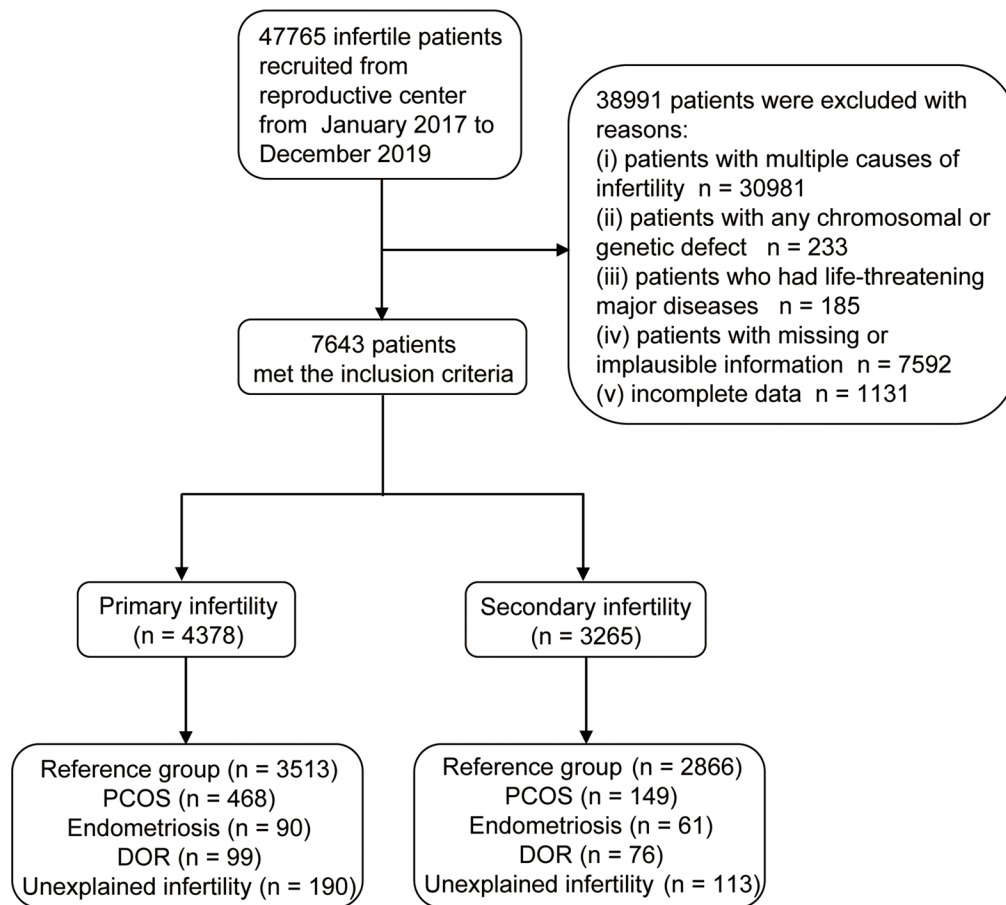 47765 infertile patients
recruited from
reproductive center
from January 2017 to
December 2019
38991 patients were excluded with
reasons:
(i) patients with multiple causes of
infertility n = 30981
(ii) patients with any chromosomal or
genetic defect n = 233
(iii) patients who had life-threatening
major diseases n = 185
(iv) patients with missing or
implausible information n = 7592
(v) incomplete data n = 1131
7643 patients
met the inclusion criteria
Primary infertility
(n = 4378)
Secondary infertility
(n = 3265)
Reference group (n = 3513)
PCOS (n = 468)
Endometriosis (n = 90)
DOR (n = 99)
Unexplained infertility (n = 190)
Reference group (n = 2866)
PCOS (n = 149)
Endometriosis (n = 61)
DOR (n = 76)
Unexplained infertility (n = 113)